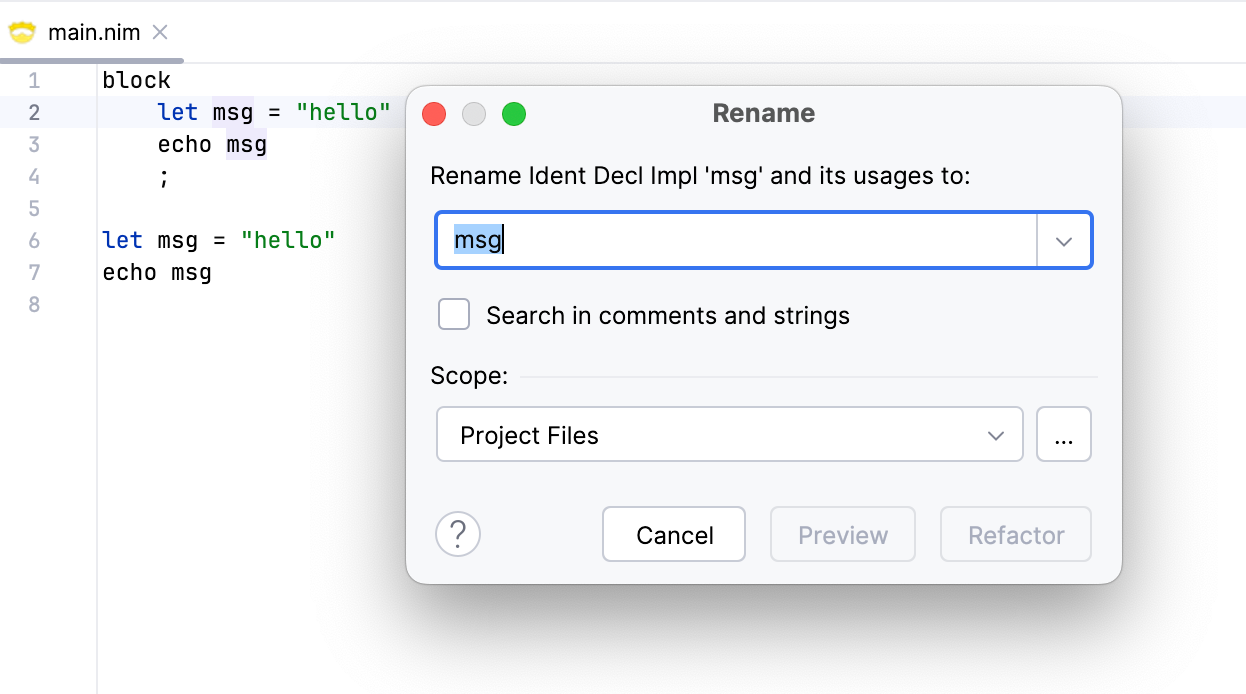 main.nim
1 block
2     let msg = "hello"
3     echo msg
4     ;
5
6 let msg = "hello"
7 echo msg
8
Rename
Rename Ident Decl Impl 'msg' and its usages to:
msg
Search in comments and strings
Scope:
Project Files
...
?
Cancel
Preview
Refactor